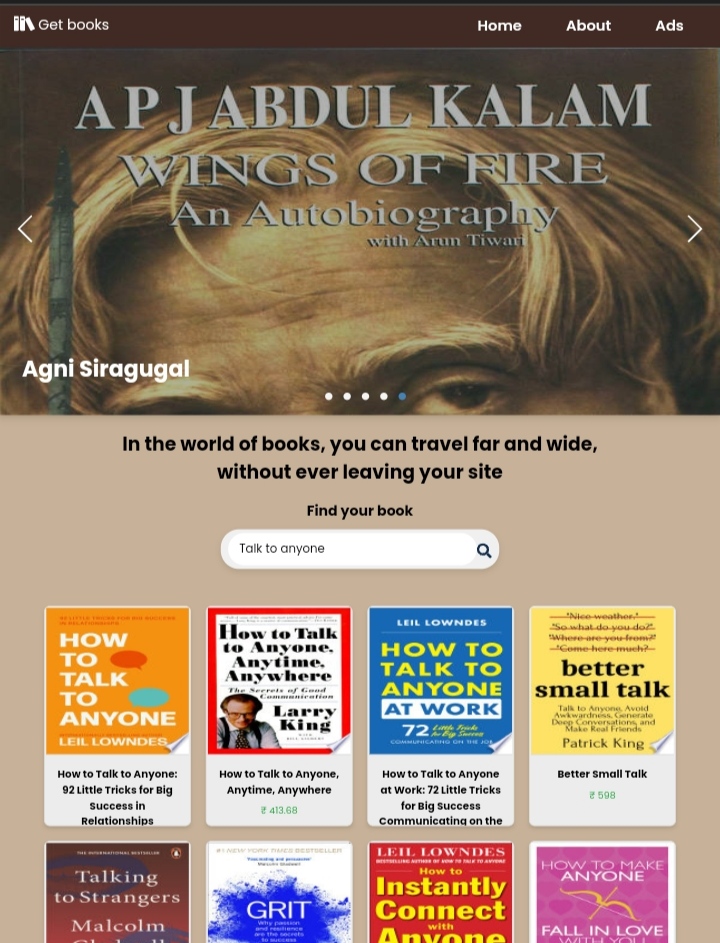 Get books
Home
About
Ads
A P J ABDUL KALAM
WINGS OF FIRE
An Autobiography
with Arun Tiwari
Agni Siragugal
In the world of books, you can travel far and wide,
without ever leaving your site
Find your book
Talk to anyone
92 LITTLE TRICKS FOR BIG SUCCESS
IN RELATIONSHIPS
HOW
TO
TALK
TO
ANYONE
LEIL LOWNDES
How to Talk
to Anyone,
Anytime,
Anywhere
The Secrets of Good
Communication
Larry
King
LEIL LOWNDES
HOW TO
TALK TO
ANYONE
AT WORK
72 Little Tricks
for Big Success
COMMUNICATING ON THE JOB
"Nice weather."
"So what do you do?"
"Where are you from?"
"Come here much?"
better
small talk
Talk to Anyone, Avoid
Awkwardness, Generate
Deep Conversations, and
Make Real Friends
Patrick King
How to Talk to Anyone:
92 Little Tricks for Big
Success in
Relationships
How to Talk to Anyone,
Anytime, Anywhere
₹ 413.68
How to Talk to Anyone
at Work: 72 Little Tricks
for Big Success
Communicating on the
Better Small Talk
₹ 598
THE INTERNATIONAL BESTSELLER
Talking
to Strangers
Malcolm
Gladwell
#1 NEW YORK TIMES BESTSELLER
'Fascinating and persuasive'
Malcolm Gladwell
GRIT
Why passion
and resilience
are the secrets
to success
LEIL LOWNDES
BESTSELLING AUTHOR OF HOW TO TALK TO ANYONE
How to
Instantly
Connect
with
Anyone
HOW TO MAKE
ANYONE
FALL IN LOVE
WITH YOU